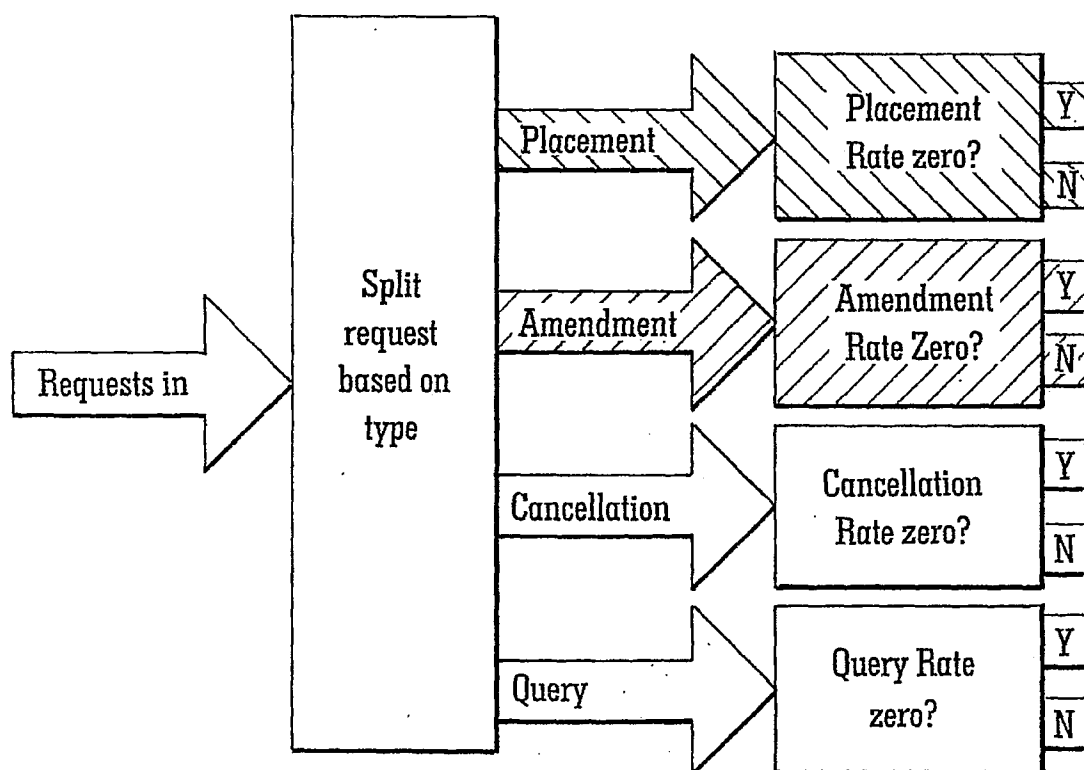 Requests in
Split
request
based on
type
Placement
Placement
Rate zero?
Y
N
Amendment
Amendment
Rate Zero?
Y
N
Cancellation
Cancellation
Rate zero?
Y
N
Query
Query Rate
zero?
Y
N